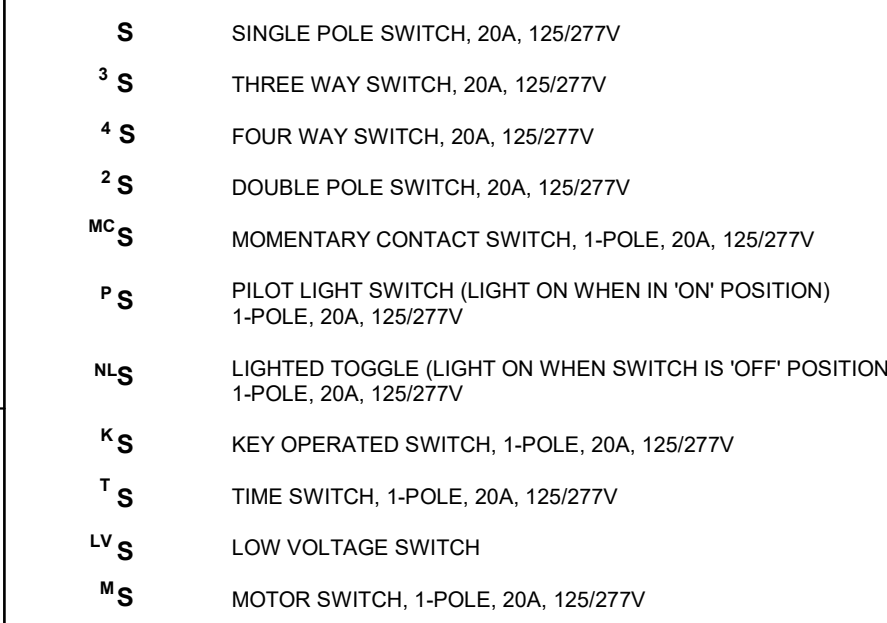 S SINGLE POLE SWITCH, 20A, 125/277V
3 S THREE WAY SWITCH, 20A, 125/277V
4 S FOUR WAY SWITCH, 20A, 125/277V
2 S DOUBLE POLE SWITCH, 20A, 125/277V
MC S MOMENTARY CONTACT SWITCH, 1-POLE, 20A, 125/277V
P S PILOT LIGHT SWITCH (LIGHT ON WHEN IN 'ON' POSITION)
1-POLE, 20A, 125/277V
NL S LIGHTED TOGGLE (LIGHT ON WHEN SWITCH IS 'OFF' POSITION
1-POLE, 20A, 125/277V
K S KEY OPERATED SWITCH, 1-POLE, 20A, 125/277V
T S TIME SWITCH, 1-POLE, 20A, 125/277V
LV S LOW VOLTAGE SWITCH
M S MOTOR SWITCH, 1-POLE, 20A, 125/277V